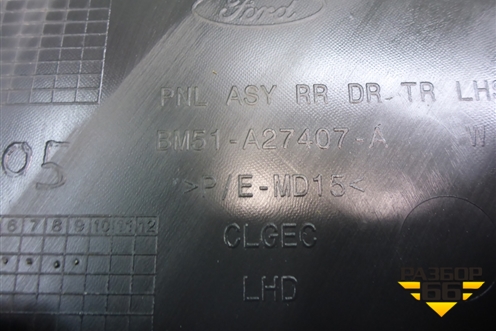 Ford
PNL ASY RR DR TR LHS
BM51-A27407-A W
05
>P/E-MD15<
6 7 8 9 10 11 12
CLGEC
LHD
РАЗБОР
66